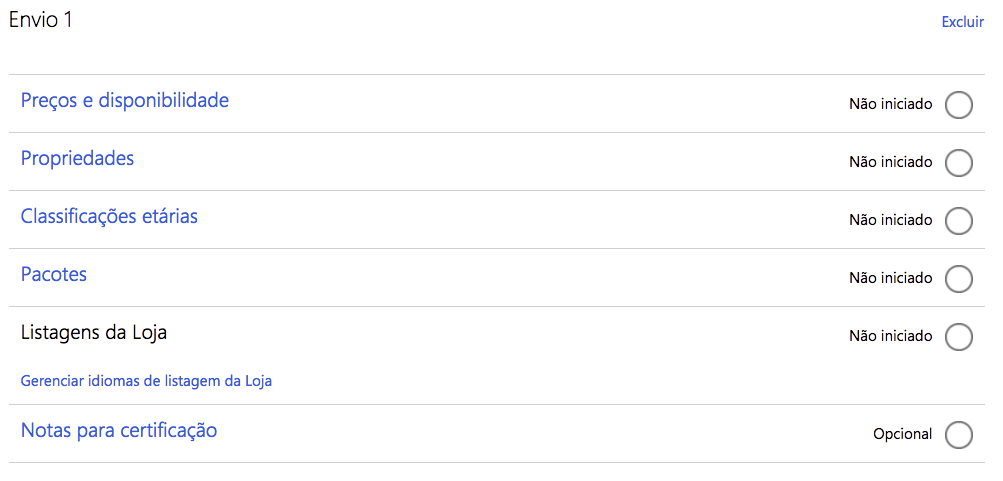 Envio 1
Excluir
Preços e disponibilidade
Não iniciado
Propriedades
Não iniciado
Classificações etárias
Não iniciado
Pacotes
Não iniciado
Listagens da Loja
Não iniciado
Gerenciar idiomas de listagem da Loja
Notas para certificação
Opcional